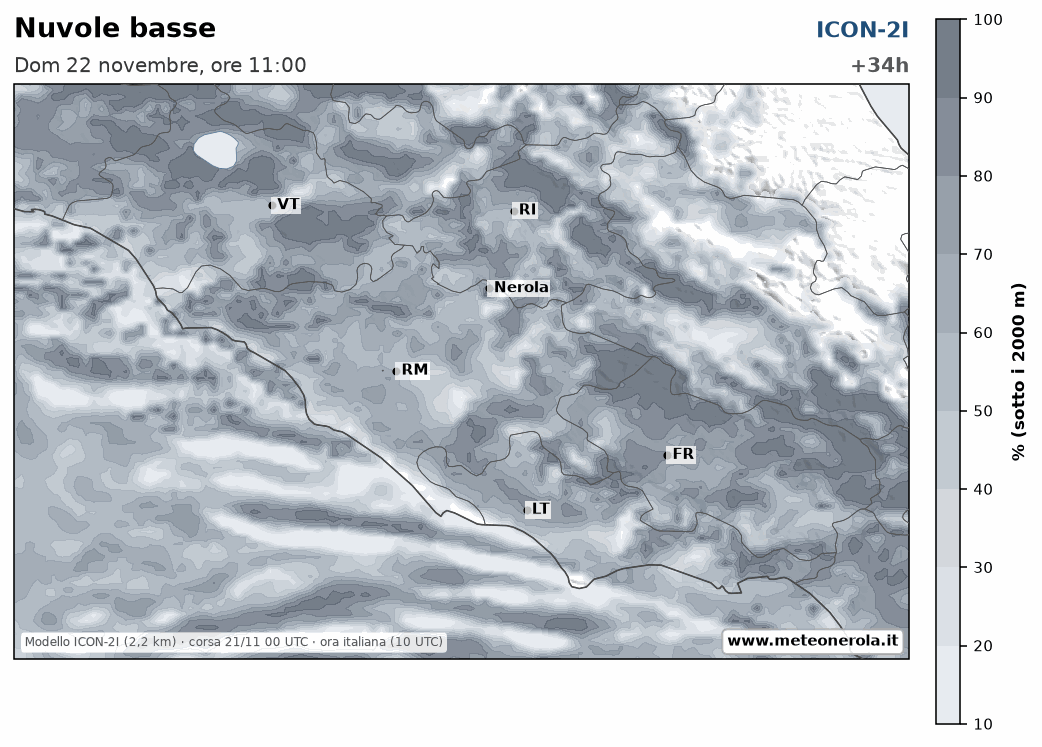 Nuvole basse
ICON-2I
Dom 22 novembre, ore 11:00
+34h
VT
RI
Nerola
RM
FR
LT
Modello ICON-2I (2,2 km) · corsa 21/11 00 UTC · ora italiana (10 UTC)
www.meteonerola.it
100
90
80
70
60
50
40
30
20
10
% (sotto i 2000 m)